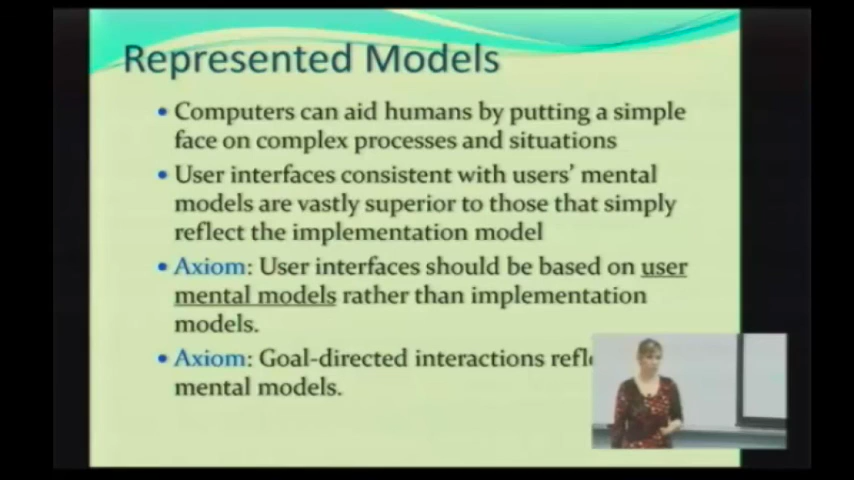 Represented Models
• Computers can aid humans by putting a simple
face on complex processes and situations
• User interfaces consistent with users' mental
models are vastly superior to those that simply
reflect the implementation model
• Axiom: User interfaces should be based on user
mental models rather than implementation
models.
• Axiom: Goal-directed interactions refl
mental models.